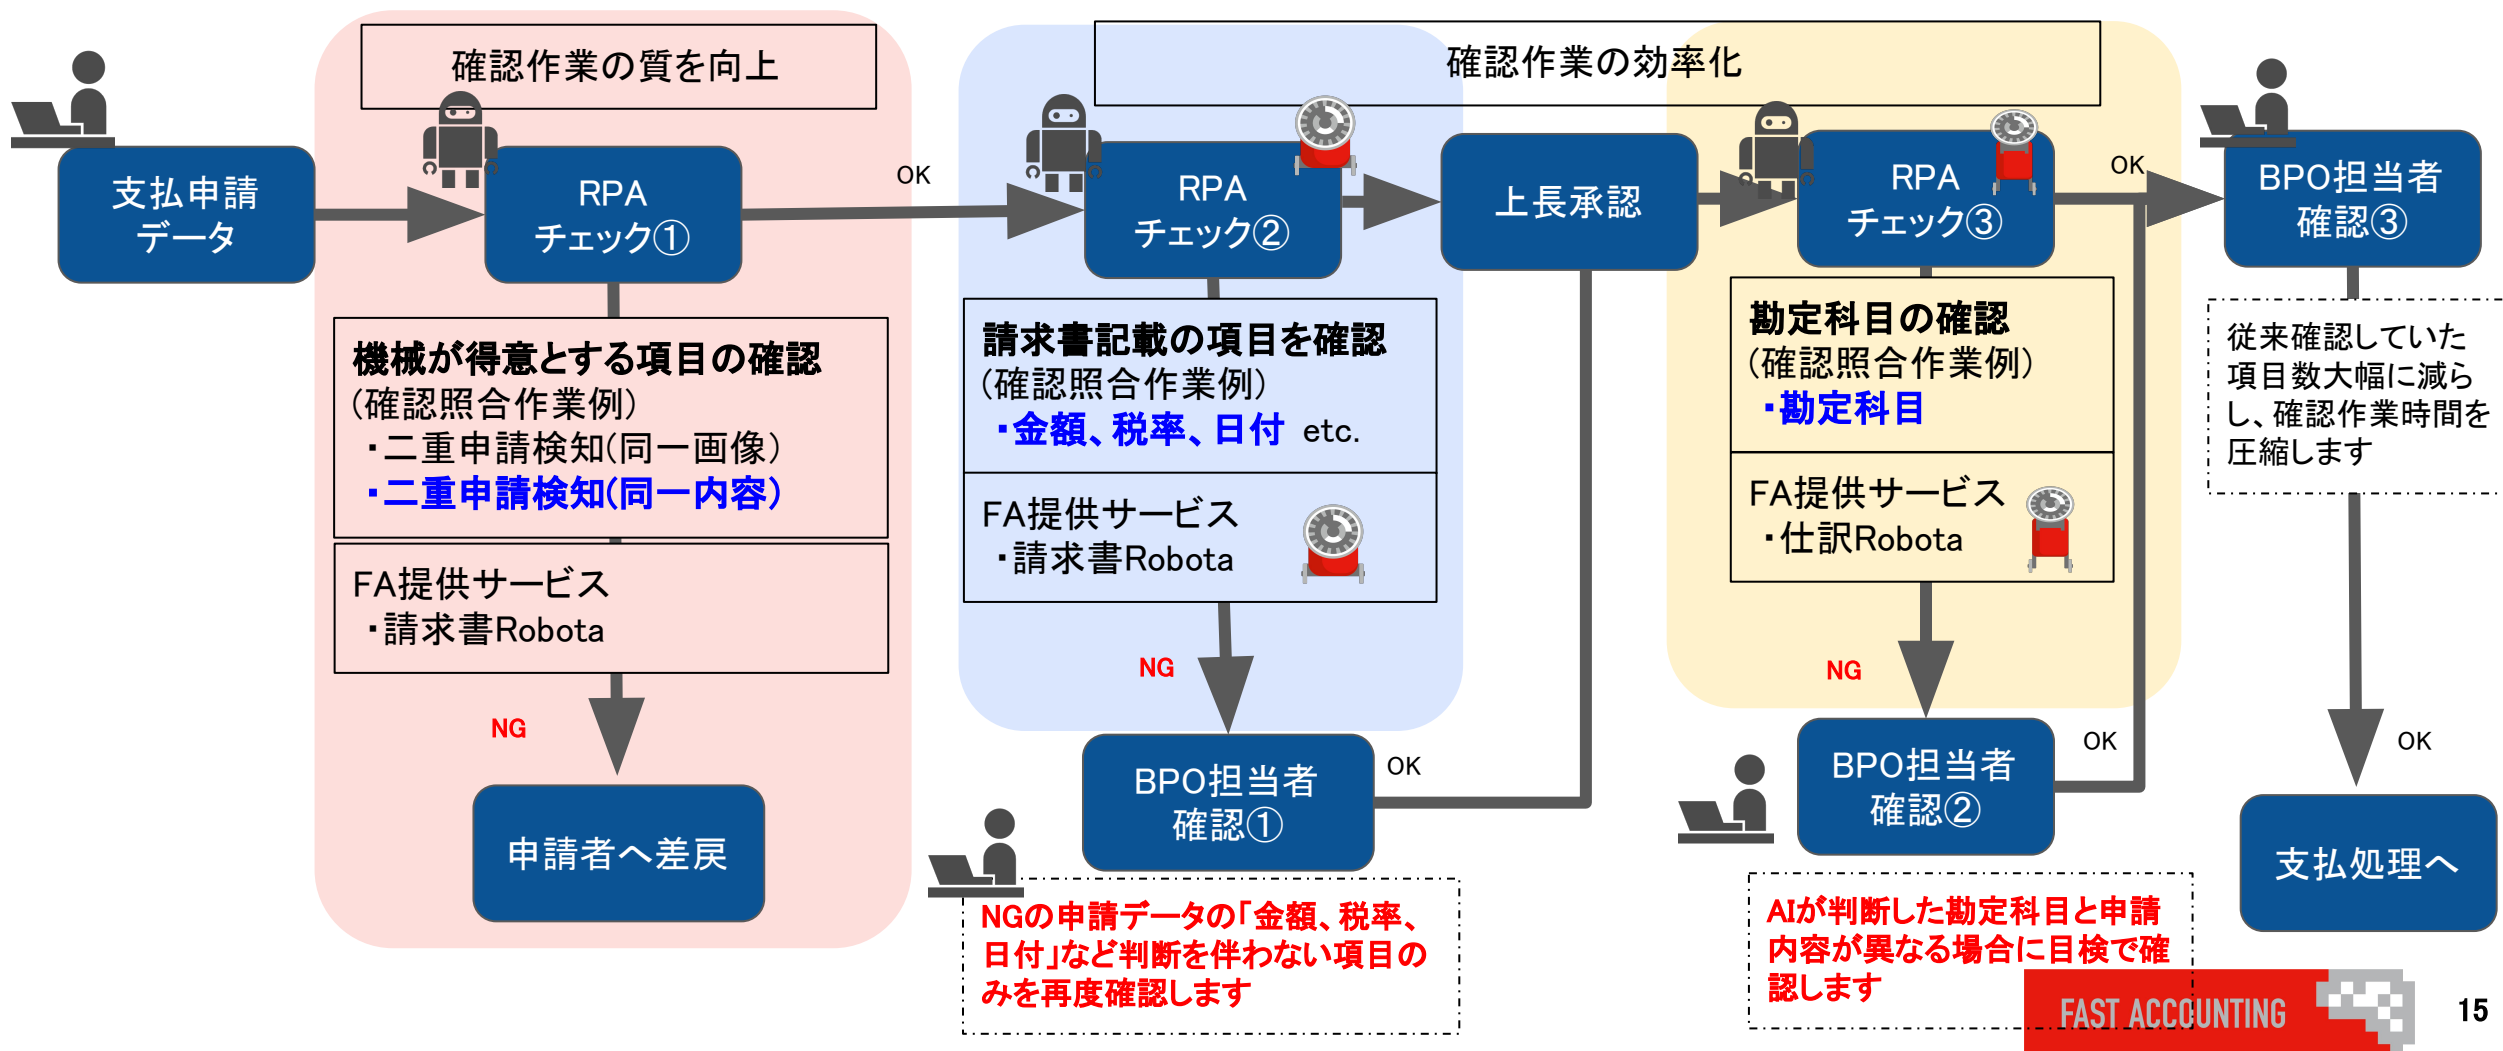 確認作業の質を向上
確認作業の効率化
支払申請
データ
RPA
チェック①
OK
RPA
チェック②
上長承認
RPA
チェック③
OK
BPO担当者
確認③
機械が得意とする項目の確認
(確認照合作業例)
・二重申請検知(同一画像)
・二重申請検知(同一内容)
FA提供サービス
・請求書Robota
NG
申請者へ差戻
請求書記載の項目を確認
(確認照合作業例)
・金額、税率、日付 etc.
FA提供サービス
・請求書Robota
NG
BPO担当者
確認①
OK
NGの申請データの「金額、税率、
日付」など判断を伴わない項目の
みを再度確認します
勘定科目の確認
(確認照合作業例)
・勘定科目
FA提供サービス
・仕訳Robota
NG
BPO担当者
確認②
OK
AIが判断した勘定科目と申請
内容が異なる場合に目検で確
認します
従来確認していた
項目数大幅に減ら
し、確認作業時間を
圧縮します
OK
支払処理へ
FAST ACCOUNTING
15